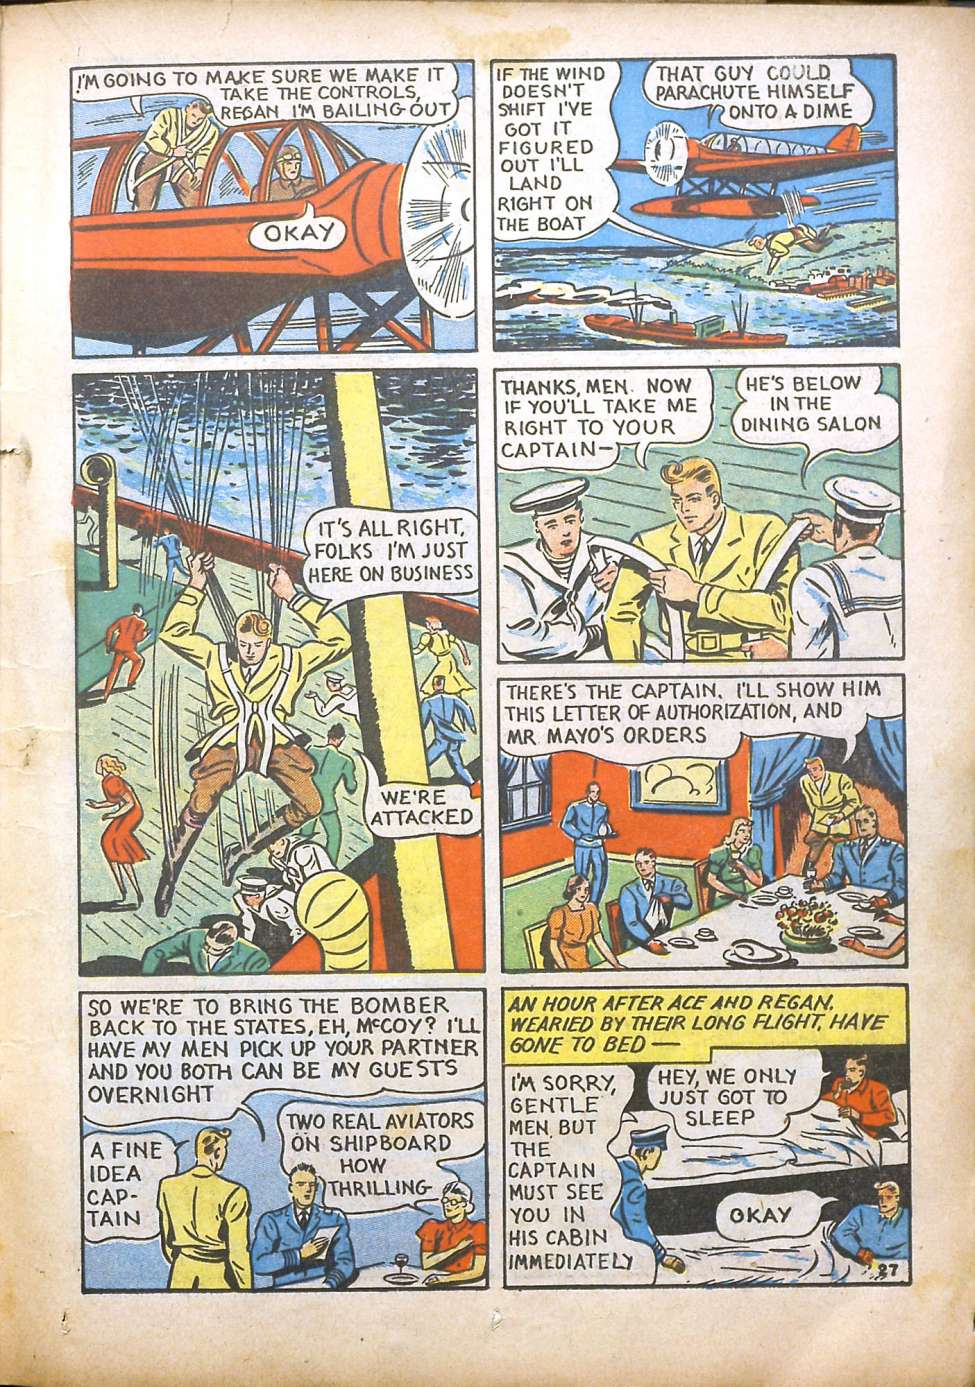 I'M GOING TO MAKE SURE WE MAKE IT
TAKE THE CONTROLS,
REGAN I'M BAILING OUT
OKAY
IF THE WIND
DOESN'T
SHIFT I'VE
GOT IT
FIGURED
OUT I'LL
LAND
RIGHT ON
THE BOAT
THAT GUY COULD
PARACHUTE HIMSELF
ONTO A DIME
IT'S ALL RIGHT,
FOLKS I'M JUST
HERE ON BUSINESS
WE'RE
ATTACKED
THANKS, MEN. NOW
IF YOU'LL TAKE ME
RIGHT TO YOUR
CAPTAIN—
HE'S BELOW
IN THE
DINING SALON
THERE'S THE CAPTAIN. I'LL SHOW HIM
THIS LETTER OF AUTHORIZATION, AND
MR. MAYO'S ORDERS
SO WE'RE TO BRING THE BOMBER
BACK TO THE STATES, EH, McCOY? I'LL
HAVE MY MEN PICK UP YOUR PARTNER
AND YOU BOTH CAN BE MY GUESTS
OVERNIGHT
A FINE
IDEA
CAP-
TAIN
TWO REAL AVIATORS
ON SHIPBOARD
HOW
THRILLING-
AN HOUR AFTER ACE AND REGAN,
WEARIED BY THEIR LONG FLIGHT, HAVE
GONE TO BED —
I'M SORRY,
GENTLE
MEN, BUT
THE
CAPTAIN
MUST SEE
YOU IN
HIS CABIN
IMMEDIATELY
HEY, WE ONLY
JUST GOT TO
SLEEP
OKAY
37